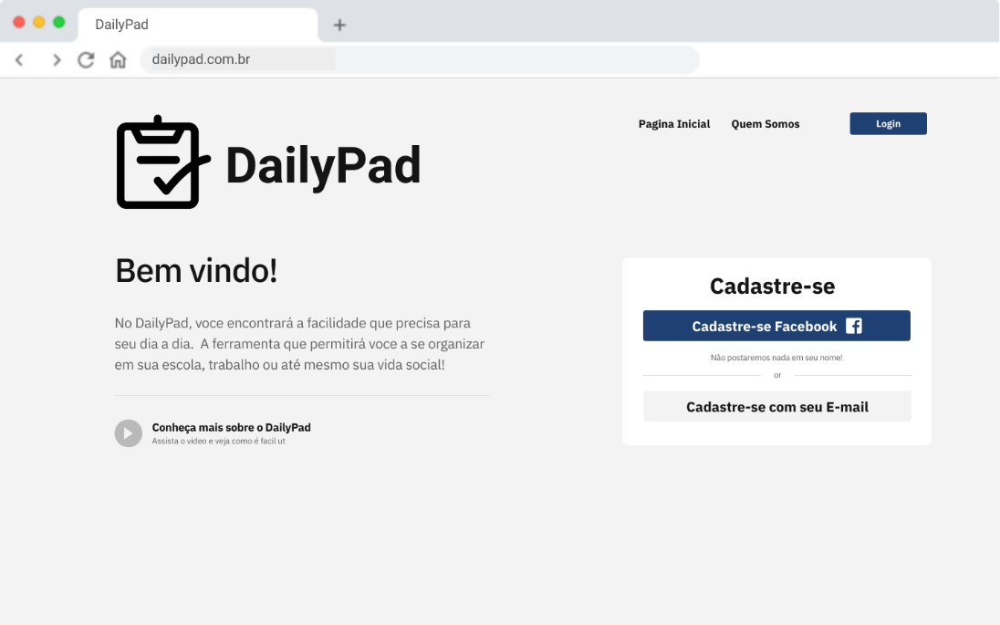 DailyPad
dailypad.com.br
DailyPad
Pagina Inicial
Quem Somos
Login
Bem vindo!
No DailyPad, voce encontrará a facilidade que precisa para
seu dia a dia. A ferramenta que permitirá voce a se organizar
em sua escola, trabalho ou até mesmo sua vida social!
Conheça mais sobre o DailyPad
Assista o video e veja como é facil ut
Cadastre-se
Cadastre-se Facebook
Não postaremos nada em seu nome!
or
Cadastre-se com seu E-mail